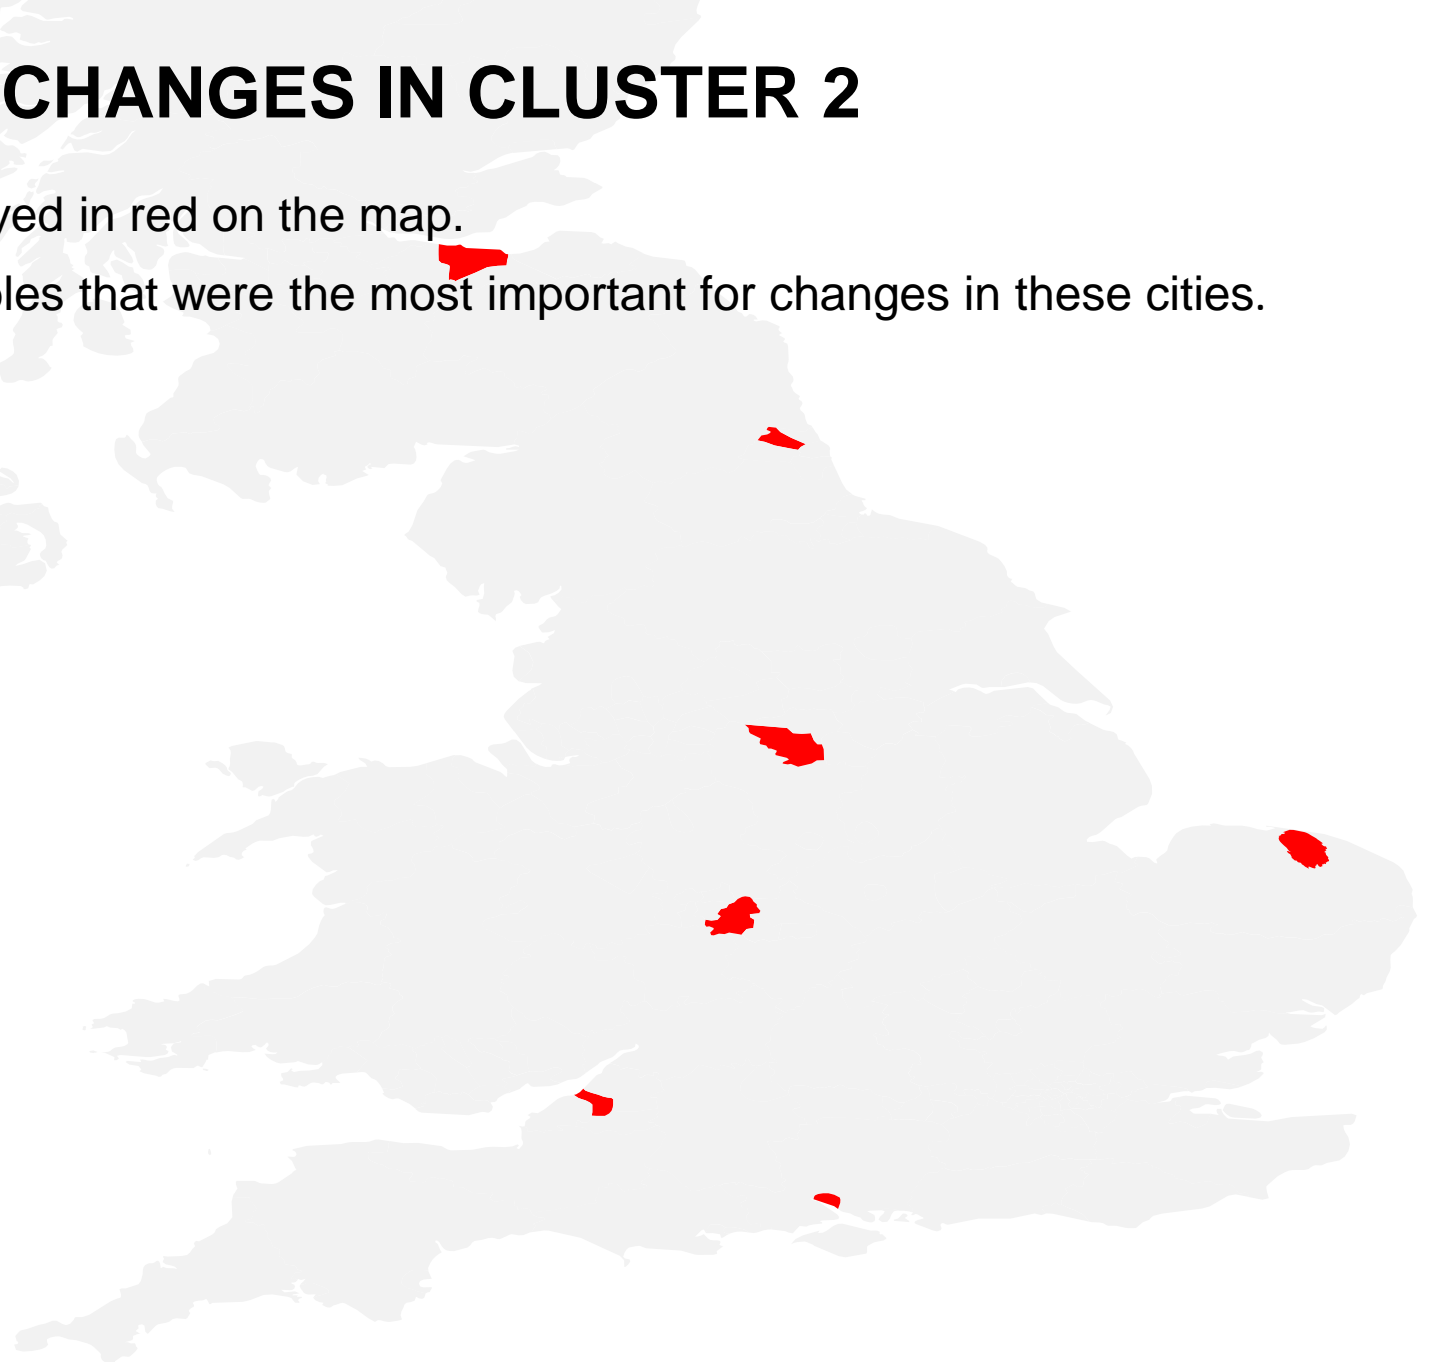 CHANGES IN CLUSTER 2
yed in red on the map.
les that were the most important for changes in these cities.